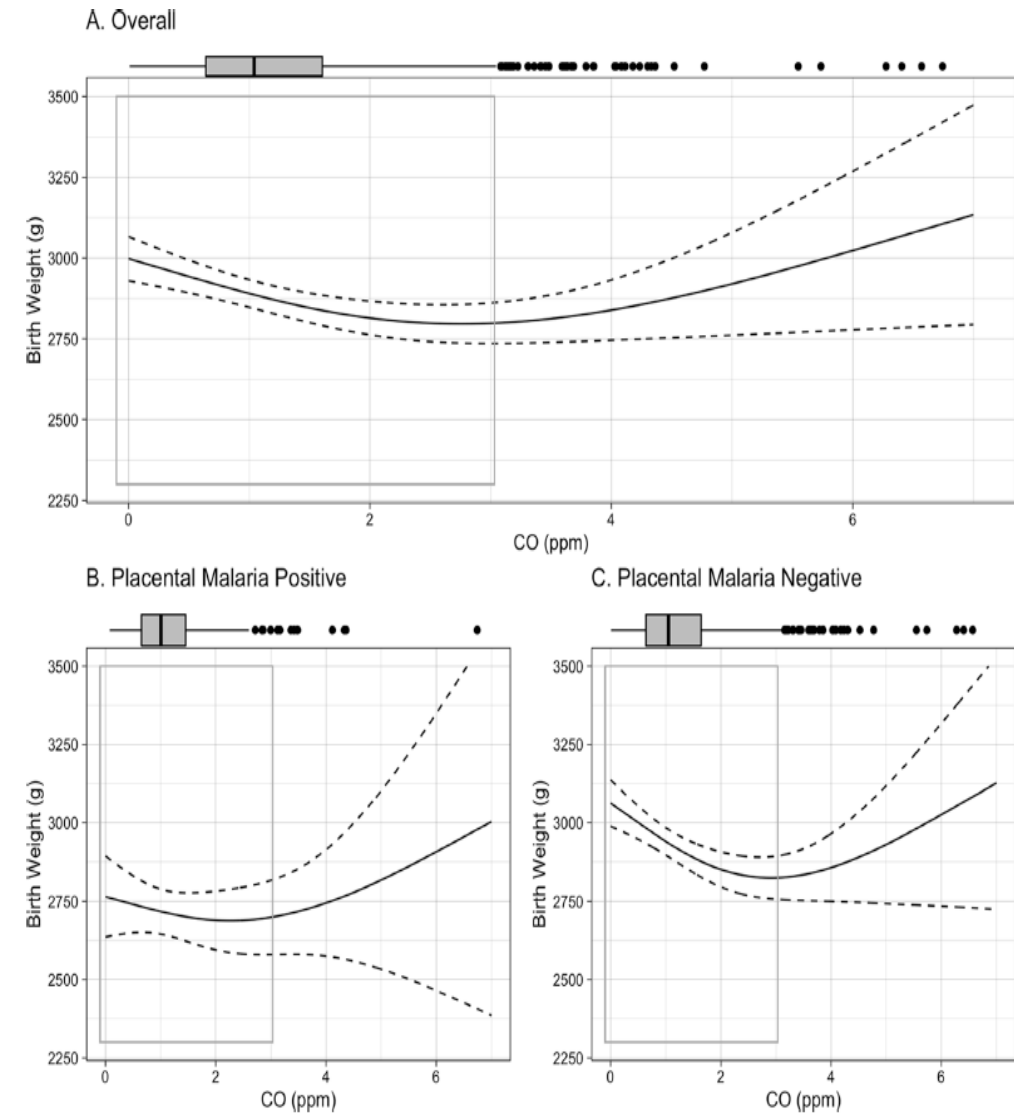 A. Overall
3500
3250
3000
2750
2500
2250
Birth Weight (g)
0 2 4 6
CO (ppm)
B. Placental Malaria Positive
3500
3250
3000
2750
2500
2250
Birth Weight (g)
0 2 4 6
CO (ppm)
C. Placental Malaria Negative
3500
3250
3000
2750
2500
2250
Birth Weight (g)
0 2 4 6
CO (ppm)